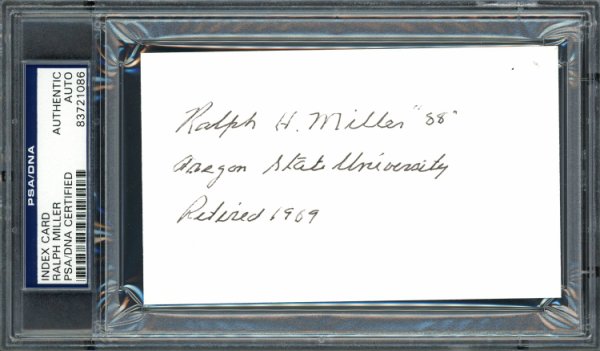 PSA/DNA
INDEX CARD
RALPH MILLER
PSA/DNA CERTIFIED
AUTHENTIC
AUTO
83721086
Ralph H. Miller "88"
Oregon State University
Retired 1969